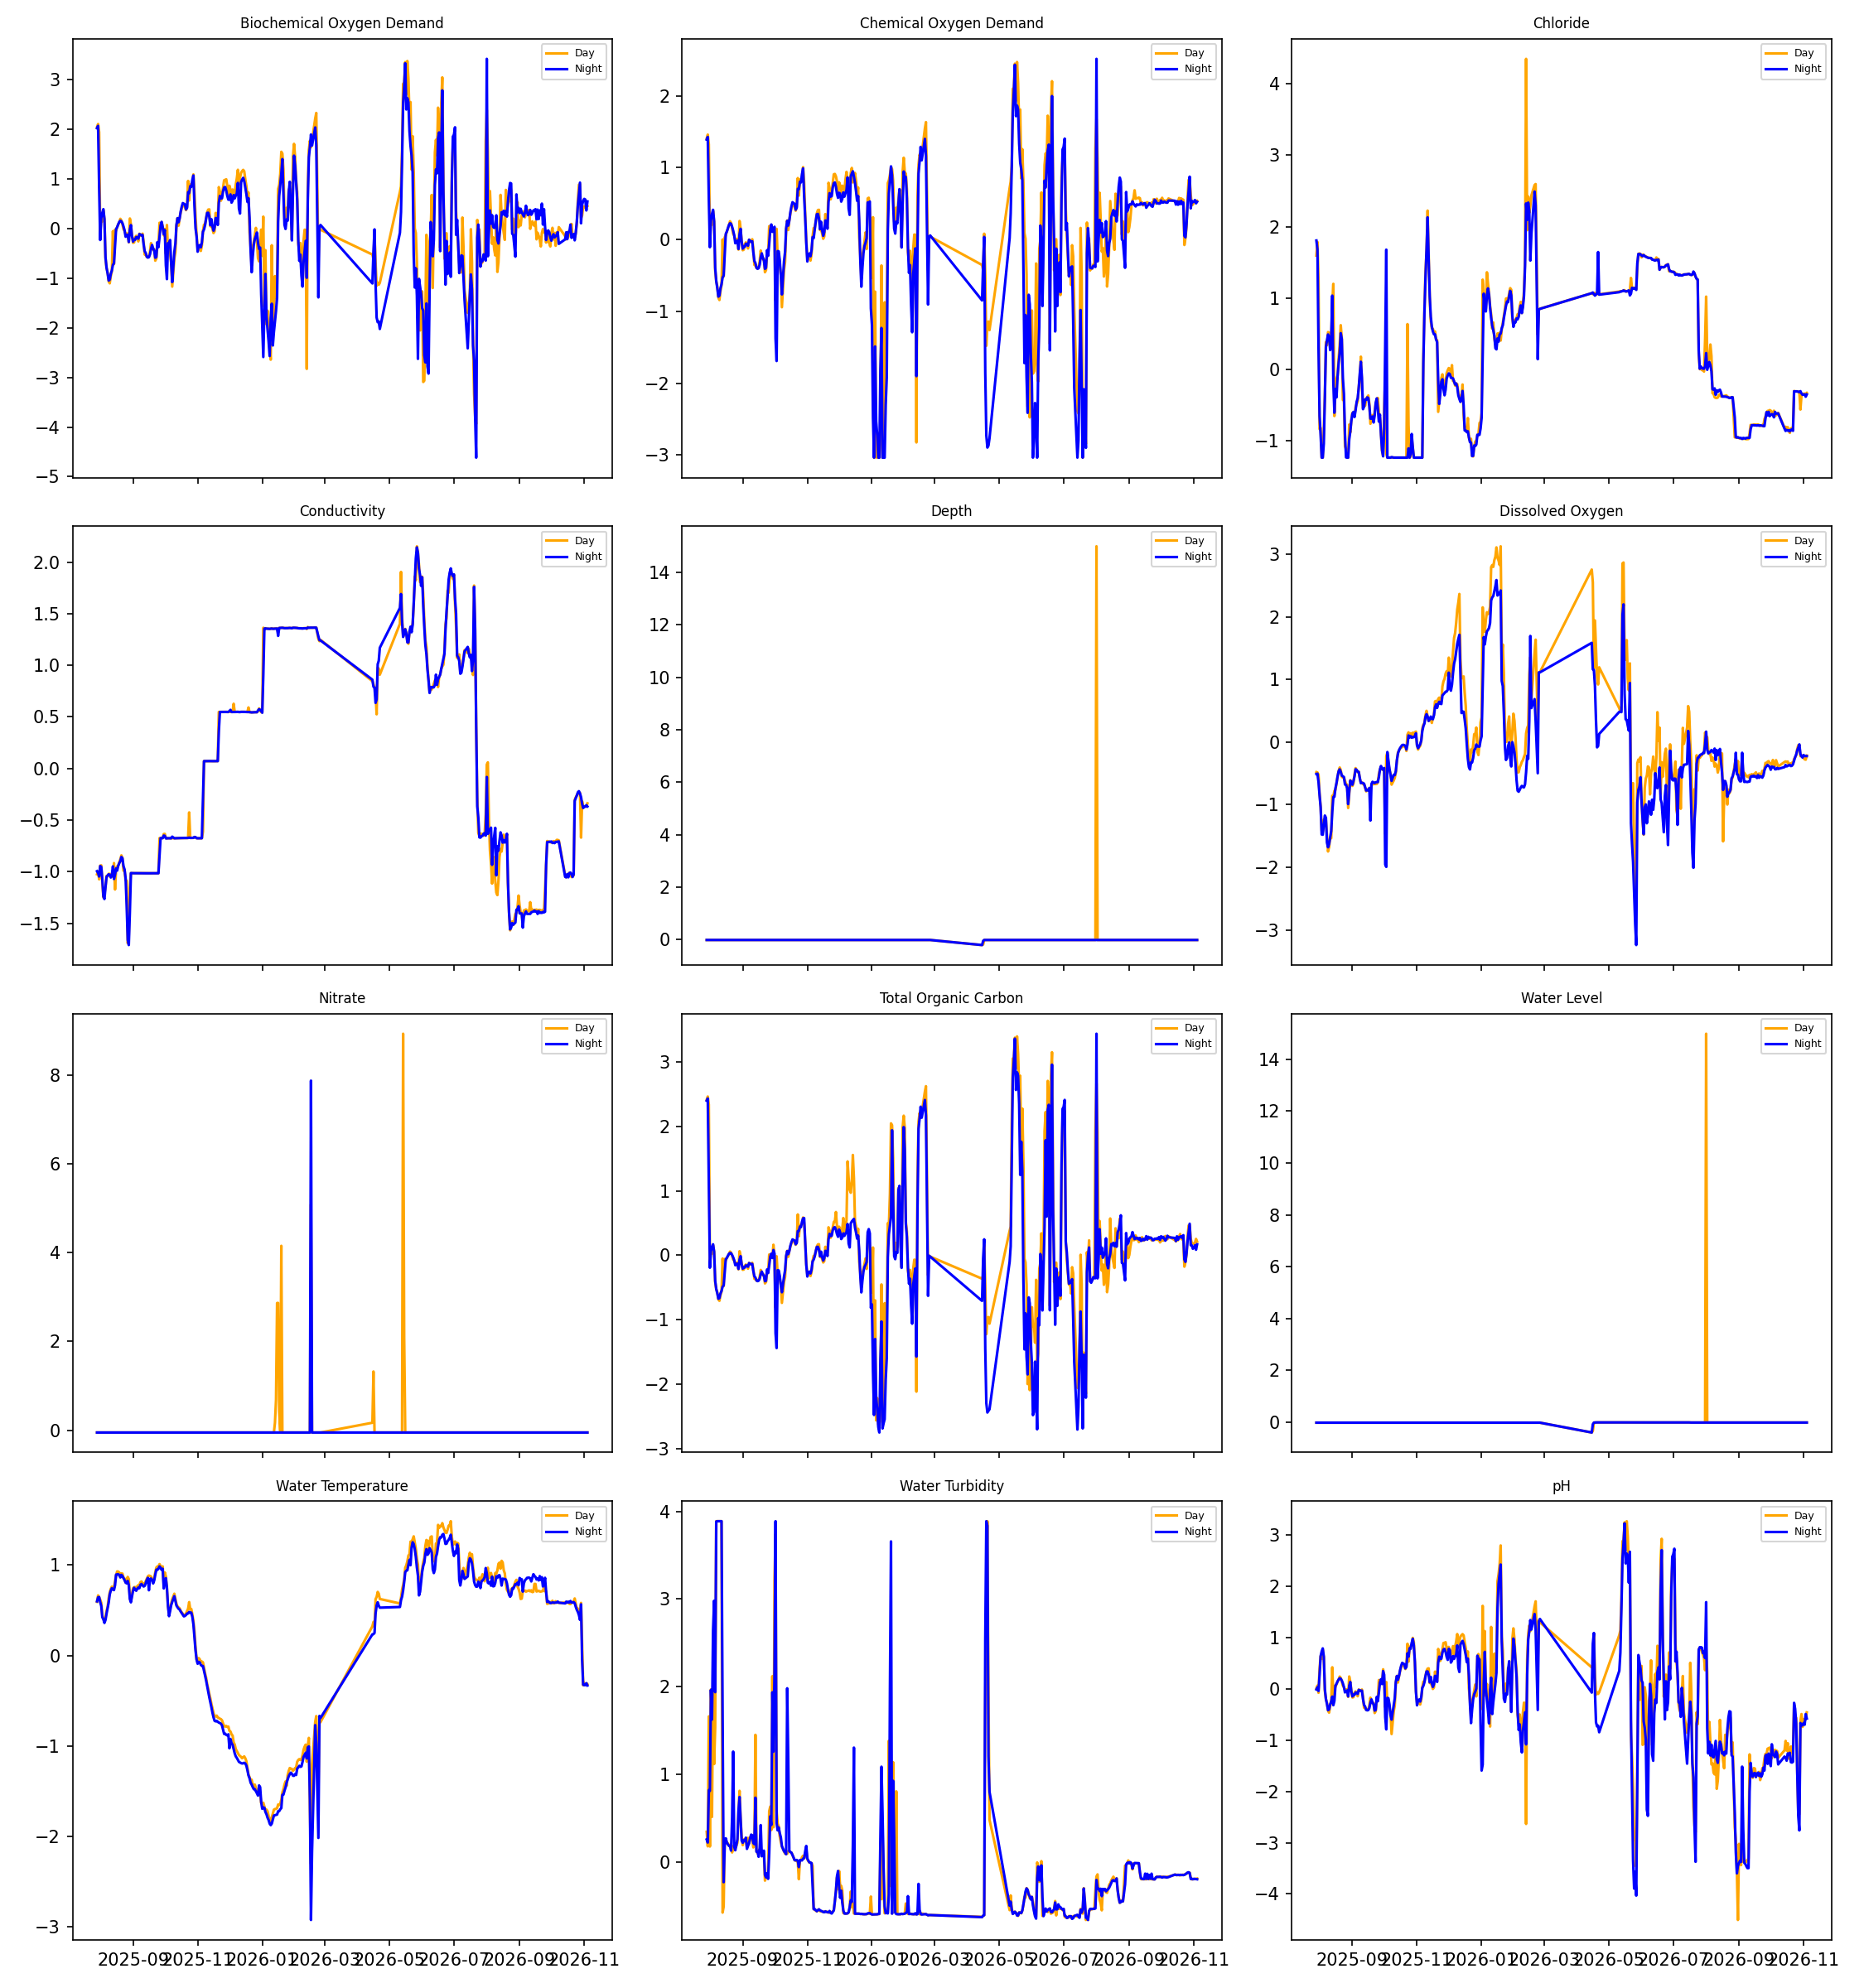 Biochemical Oxygen Demand
3
2
1
0
−1
−2
−3
−4
−5
Day
Night
Chemical Oxygen Demand
2
1
0
−1
−2
−3
Day
Night
Chloride
4
3
2
1
0
−1
Day
Night
Conductivity
2.0
1.5
1.0
0.5
0.0
−0.5
−1.0
−1.5
Day
Night
Depth
14
12
10
8
6
4
2
0
Day
Night
Dissolved Oxygen
3
2
1
0
−1
−2
−3
Day
Night
Nitrate
8
6
4
2
0
Day
Night
Total Organic Carbon
3
2
1
0
−1
−2
−3
Day
Night
Water Level
14
12
10
8
6
4
2
0
Day
Night
Water Temperature
1
0
−1
−2
−3
Day
Night
2025-09 2025-11 2026-01 2026-03 2026-05 2026-07 2026-09 2026-11
Water Turbidity
4
3
2
1
0
Day
Night
2025-09 2025-11 2026-01 2026-03 2026-05 2026-07 2026-09 2026-11
pH
3
2
1
0
−1
−2
−3
−4
Day
Night
2025-09 2025-11 2026-01 2026-03 2026-05 2026-07 2026-09 2026-11